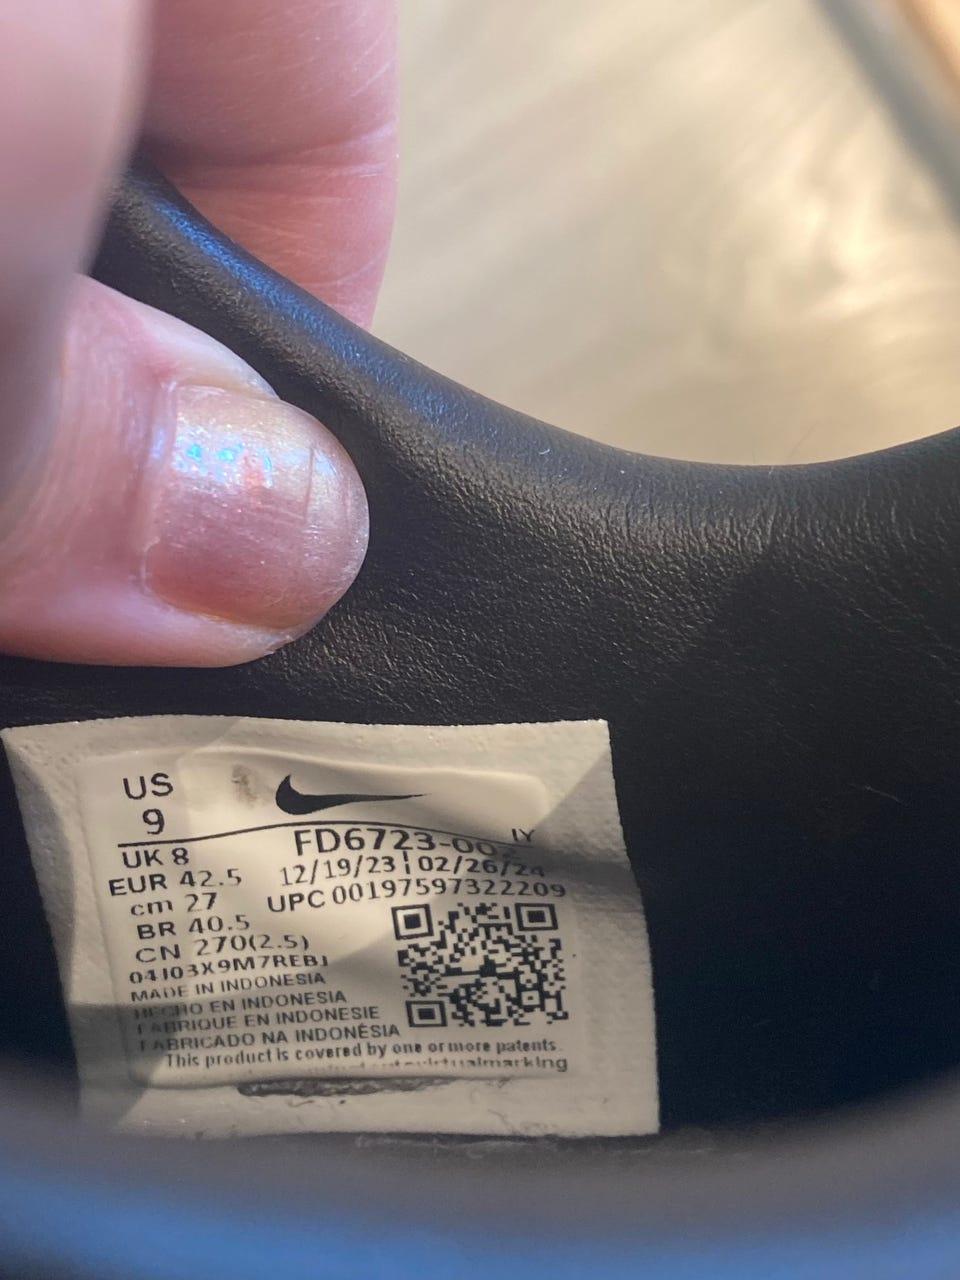 US
9
IY
UK 8
FD6723-002
EUR 42.5
12/19/23 | 02/26/24
cm 27
UPC 00197597322209
BR 40.5
CN 270(2.5)
04I03X9M7REBJ
MADE IN INDONESIA
HECHO EN INDONESIA
FABRIQUE EN INDONESIE
FABRICADO NA INDONÉSIA
This product is covered by one or more patents.